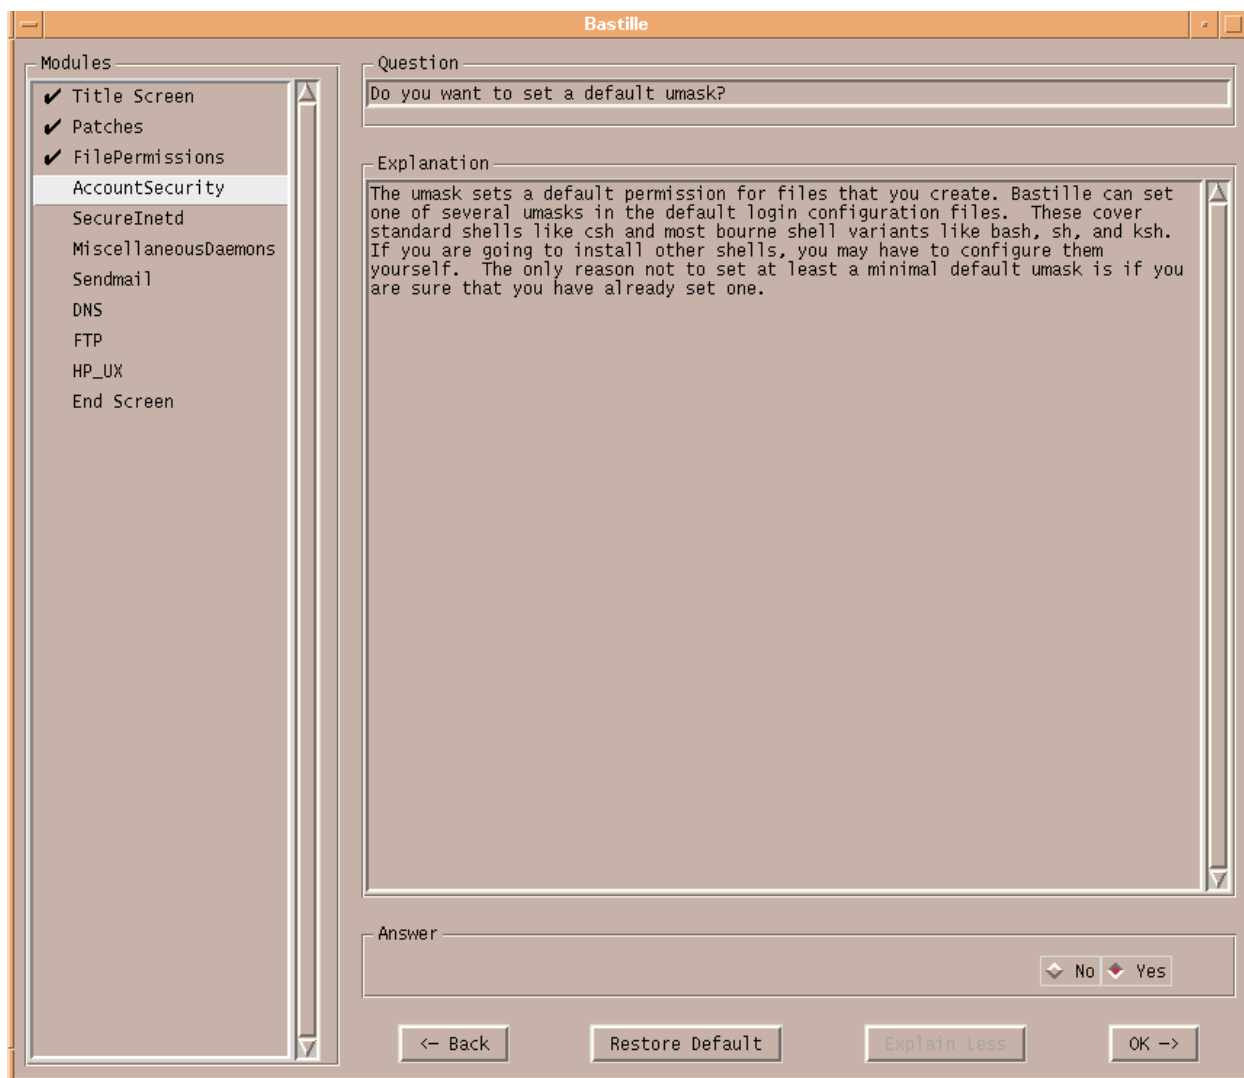 Bastille
Modules
✔ Title Screen
✔ Patches
✔ FilePermissions
AccountSecurity
SecureInetd
MiscellaneousDaemons
Sendmail
DNS
FTP
HP_UX
End Screen
Question
Do you want to set a default umask?
Explanation
The umask sets a default permission for files that you create. Bastille can set
one of several umasks in the default login configuration files.  These cover
standard shells like csh and most bourne shell variants like bash, sh, and ksh.
If you are going to install other shells, you may have to configure them
yourself.  The only reason not to set at least a minimal default umask is if you
are sure that you have already set one.
Answer
No Yes
<- Back Restore Default Explain Less OK ->